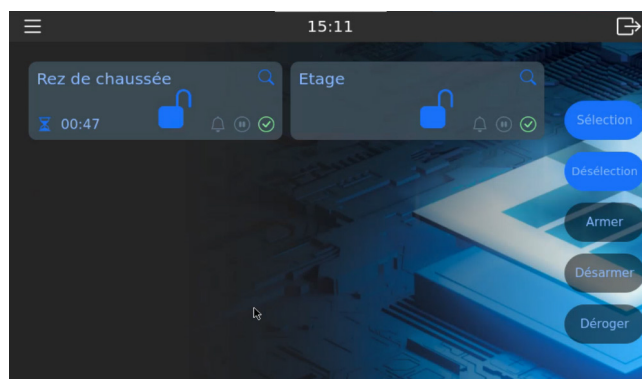 15:11
Rez de chaussée
Etage
00:47
Sélection
Désélection
Armer
Désarmer
Déroger